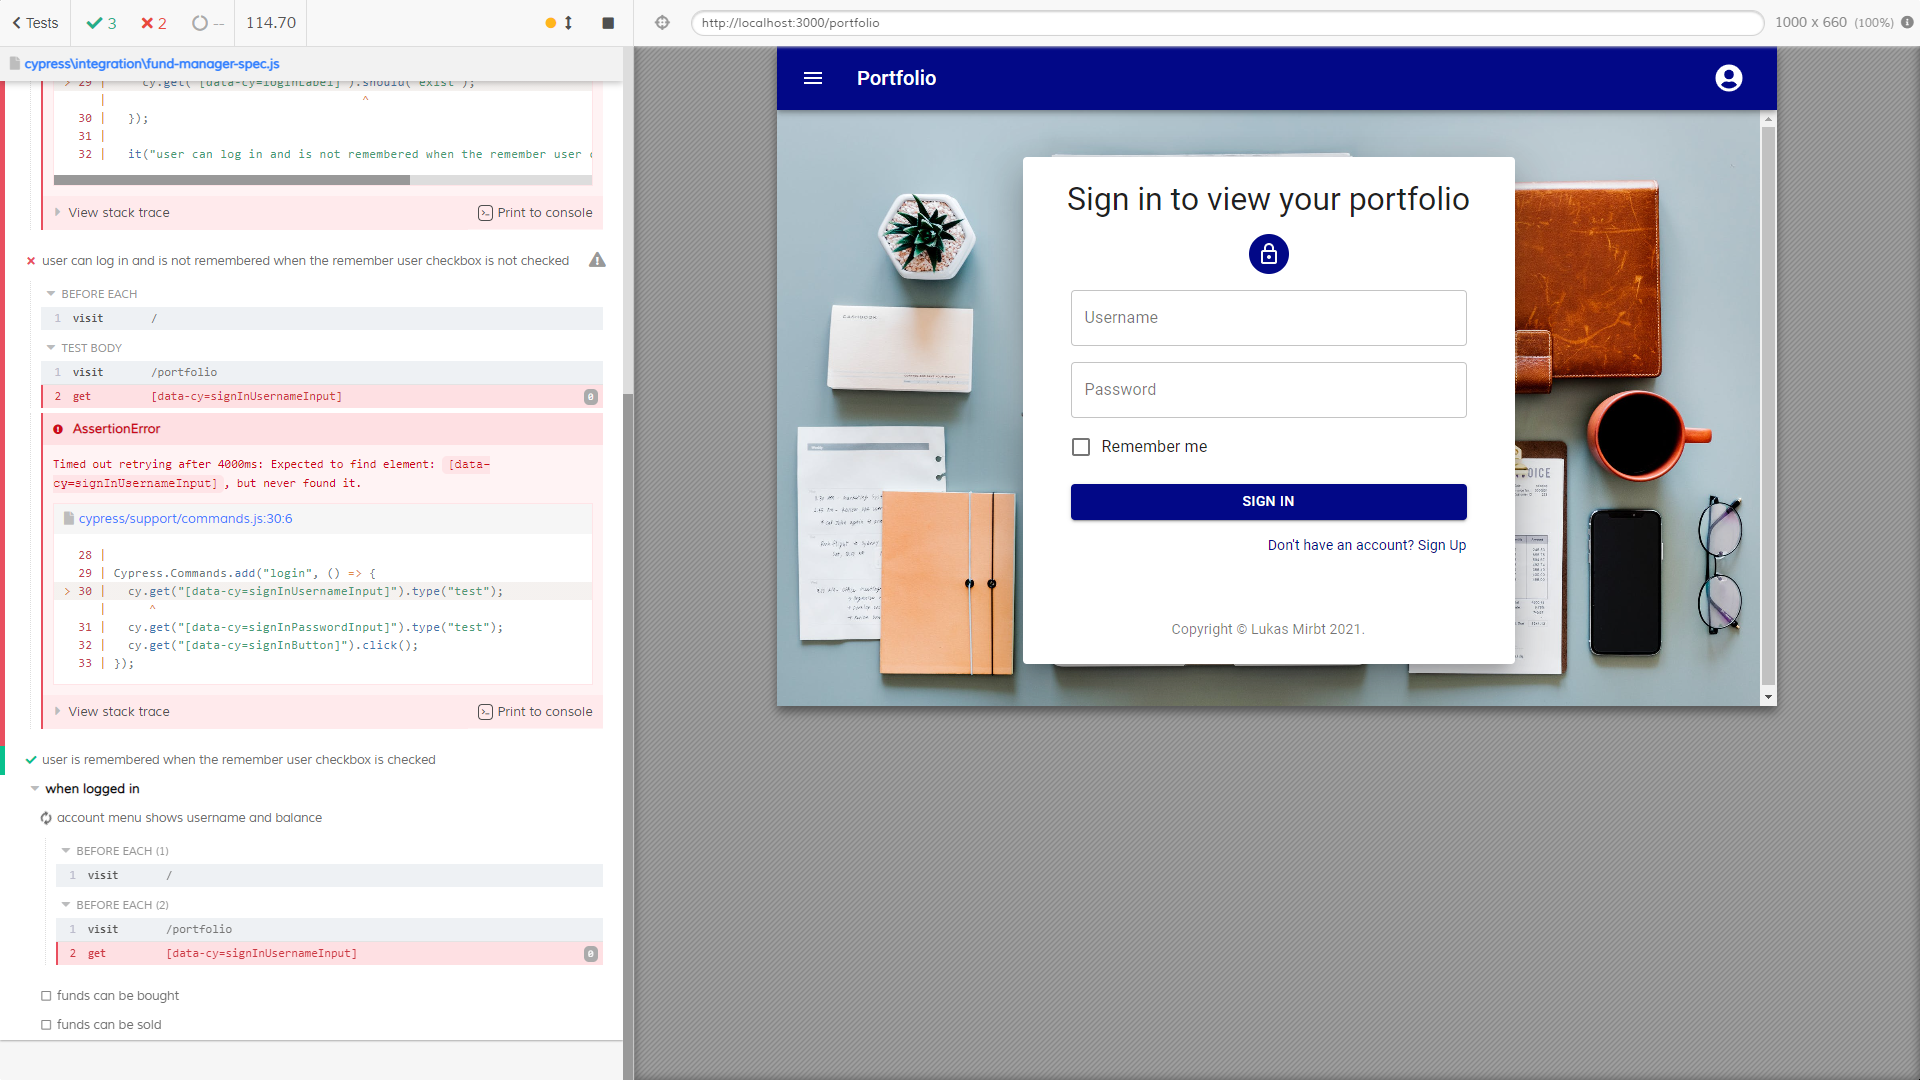 Tests
3
2
--
114.70
http://localhost:3000/portfolio
1000 x 660 (100%)
cypress\integration\fund-manager-spec.js
> 29 | cy.get("[data-cy=loginLabel]").should("exist");
| ^
30 | });
31 |
32 | it("user can log in and is not remembered when the remember user
View stack trace
Print to console
user can log in and is not remembered when the remember user checkbox is not checked
BEFORE EACH
1 visit /
TEST BODY
1 visit /portfolio
2 get [data-cy=signInUsernameInput] 0
AssertionError
Timed out retrying after 4000ms: Expected to find element: [data-
cy=signInUsernameInput] , but never found it.
cypress/support/commands.js:30:6
28 |
29 | Cypress.Commands.add("login", () => {
> 30 | cy.get("[data-cy=signInUsernameInput]").type("test");
| ^
31 | cy.get("[data-cy=signInPasswordInput]").type("test");
32 | cy.get("[data-cy=signInButton]").click();
33 | });
View stack trace
Print to console
user is remembered when the remember user checkbox is checked
when logged in
account menu shows username and balance
BEFORE EACH (1)
1 visit /
BEFORE EACH (2)
1 visit /portfolio
2 get [data-cy=signInUsernameInput] 0
funds can be bought
funds can be sold
Portfolio
Sign in to view your portfolio
Username
Password
Remember me
SIGN IN
Don't have an account? Sign Up
Copyright © Lukas Mirbt 2021.